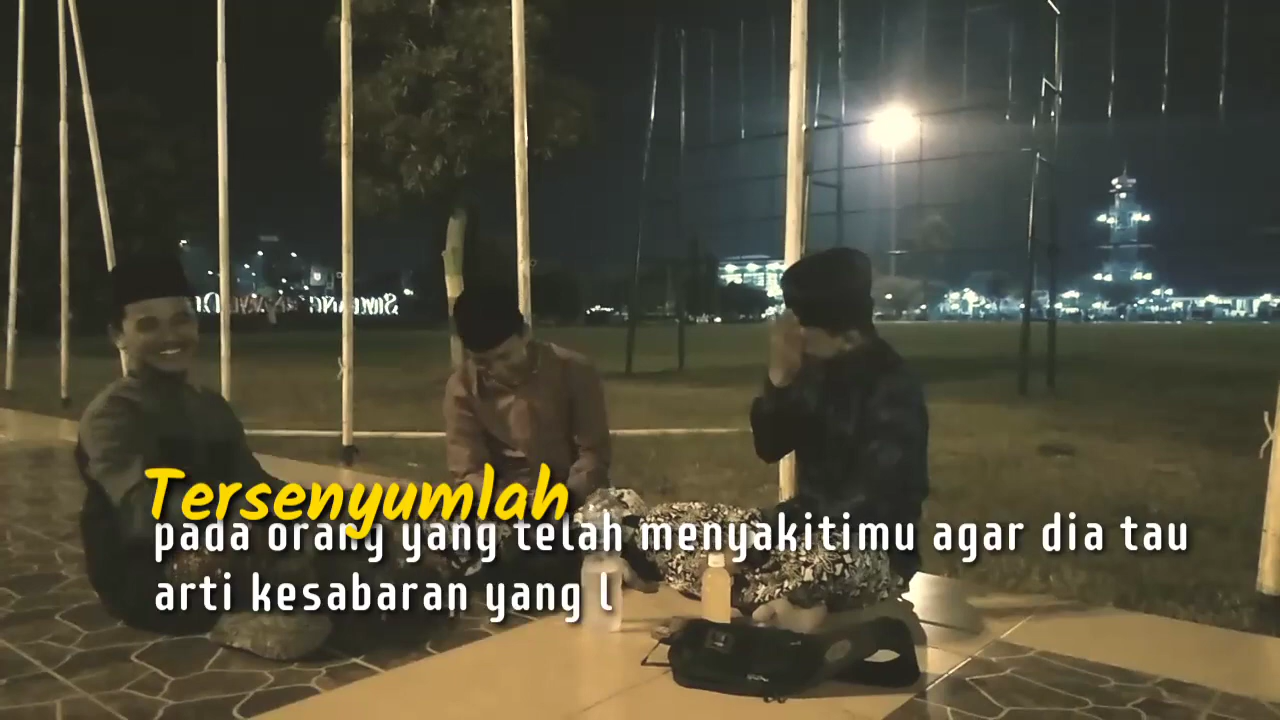 Tersenyumlah
pada orang yang telah menyakitimu agar dia tau
arti kesabaran yang l